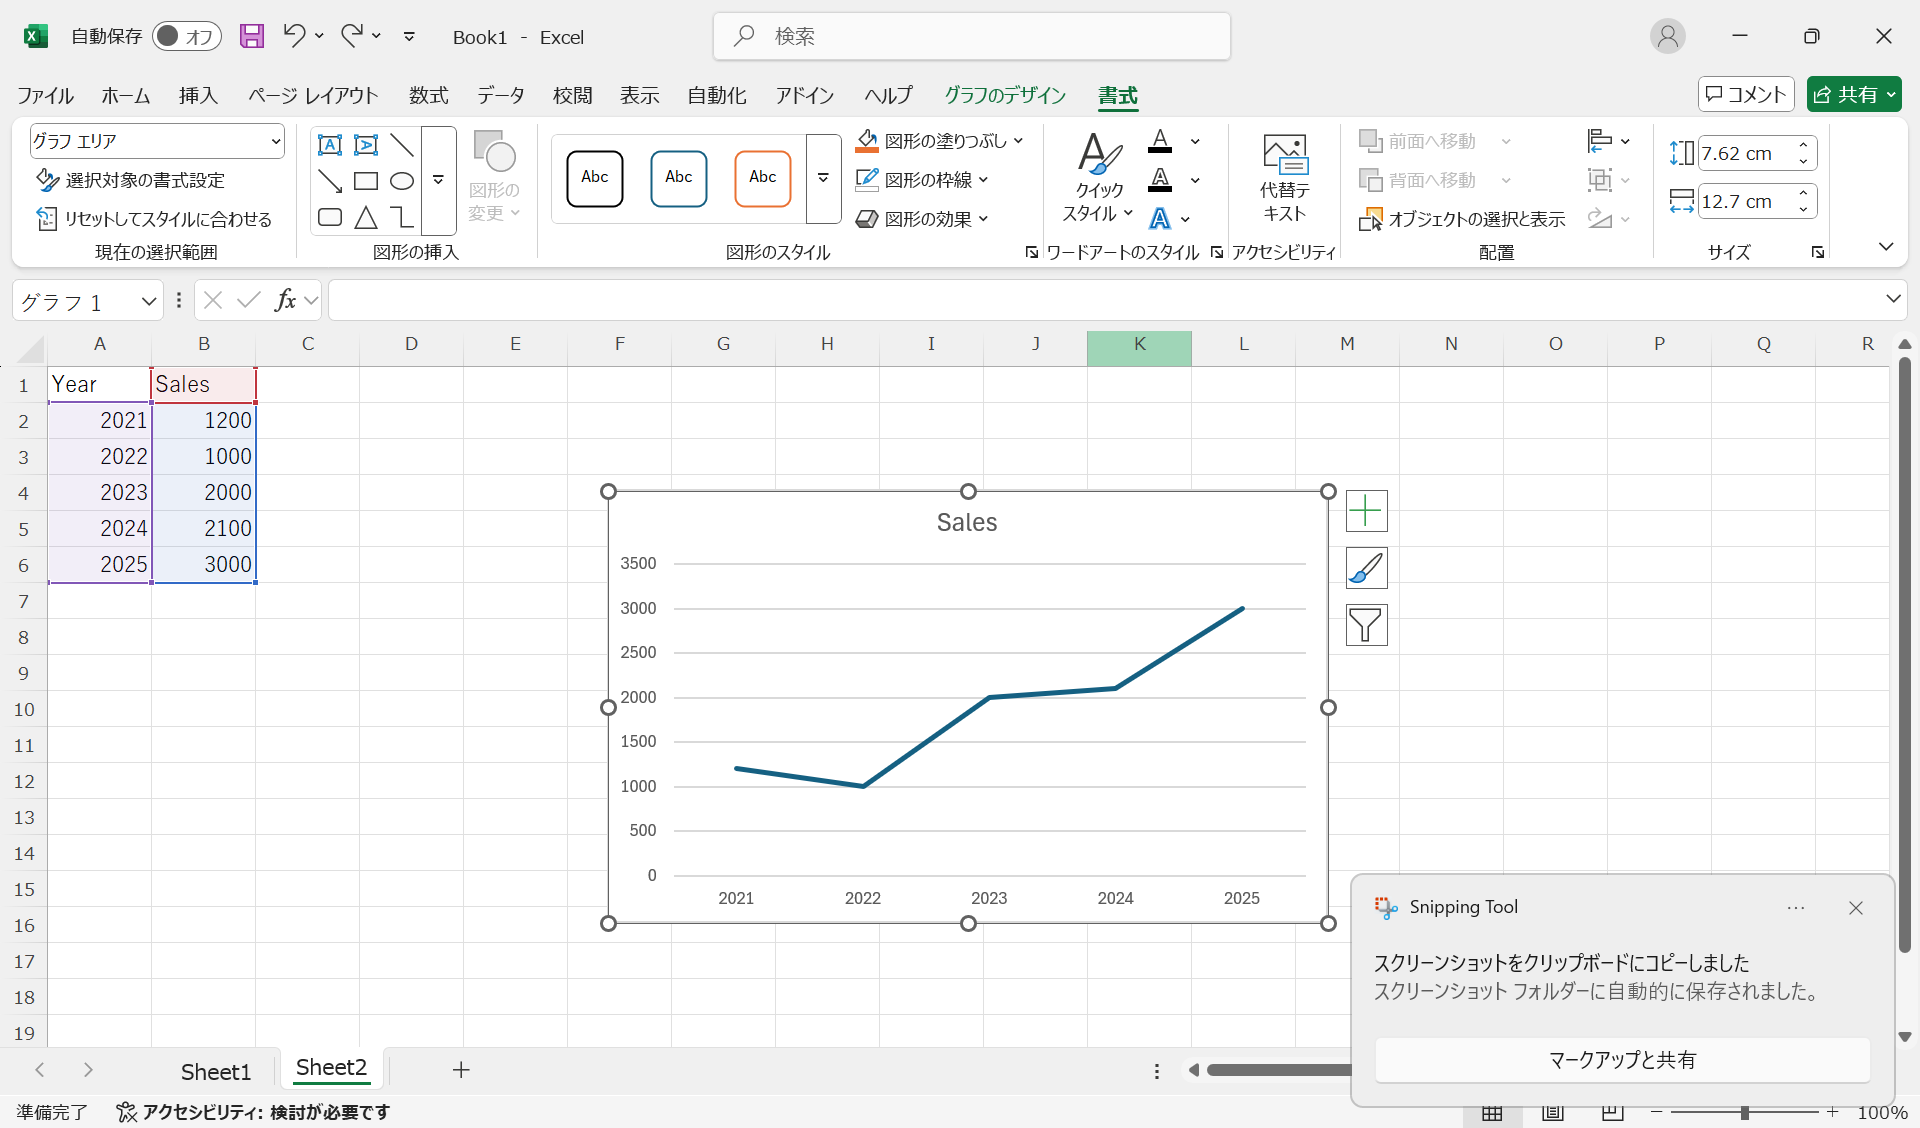 自動保存 オフ Book1 - Excel 検索
ファイル ホーム 挿入 ページ レイアウト 数式 データ 校閲 表示 自動化 アドイン ヘルプ グラフのデザイン 書式 コメント 共有
グラフ エリア
選択対象の書式設定
リセットしてスタイルに合わせる
現在の選択範囲
図形の
変更
図形の挿入
Abc Abc Abc
図形の塗りつぶし
図形の枠線
図形の効果
図形のスタイル
クイック
スタイル
ワードアートのスタイル
代替テ
キスト
アクセシビリティ
前面へ移動
背面へ移動
オブジェクトの選択と表示
配置
7.62 cm
12.7 cm
サイズ
グラフ 1 fx
A B C D E F G H I J K L M N O P Q R
1 Year Sales
2 2021 1200
3 2022 1000
4 2023 2000
5 2024 2100
6 2025 3000
7
8
9
10
11
12
13
14
15
16
17
18
19
Sales
3500
3000
2500
2000
1500
1000
500
0
2021 2022 2023 2024 2025
Snipping Tool
スクリーンショットをクリップボードにコピーしました
スクリーンショット フォルダーに自動的に保存されました。
マークアップと共有
Sheet1 Sheet2
準備完了 アクセシビリティ: 検討が必要です 100%